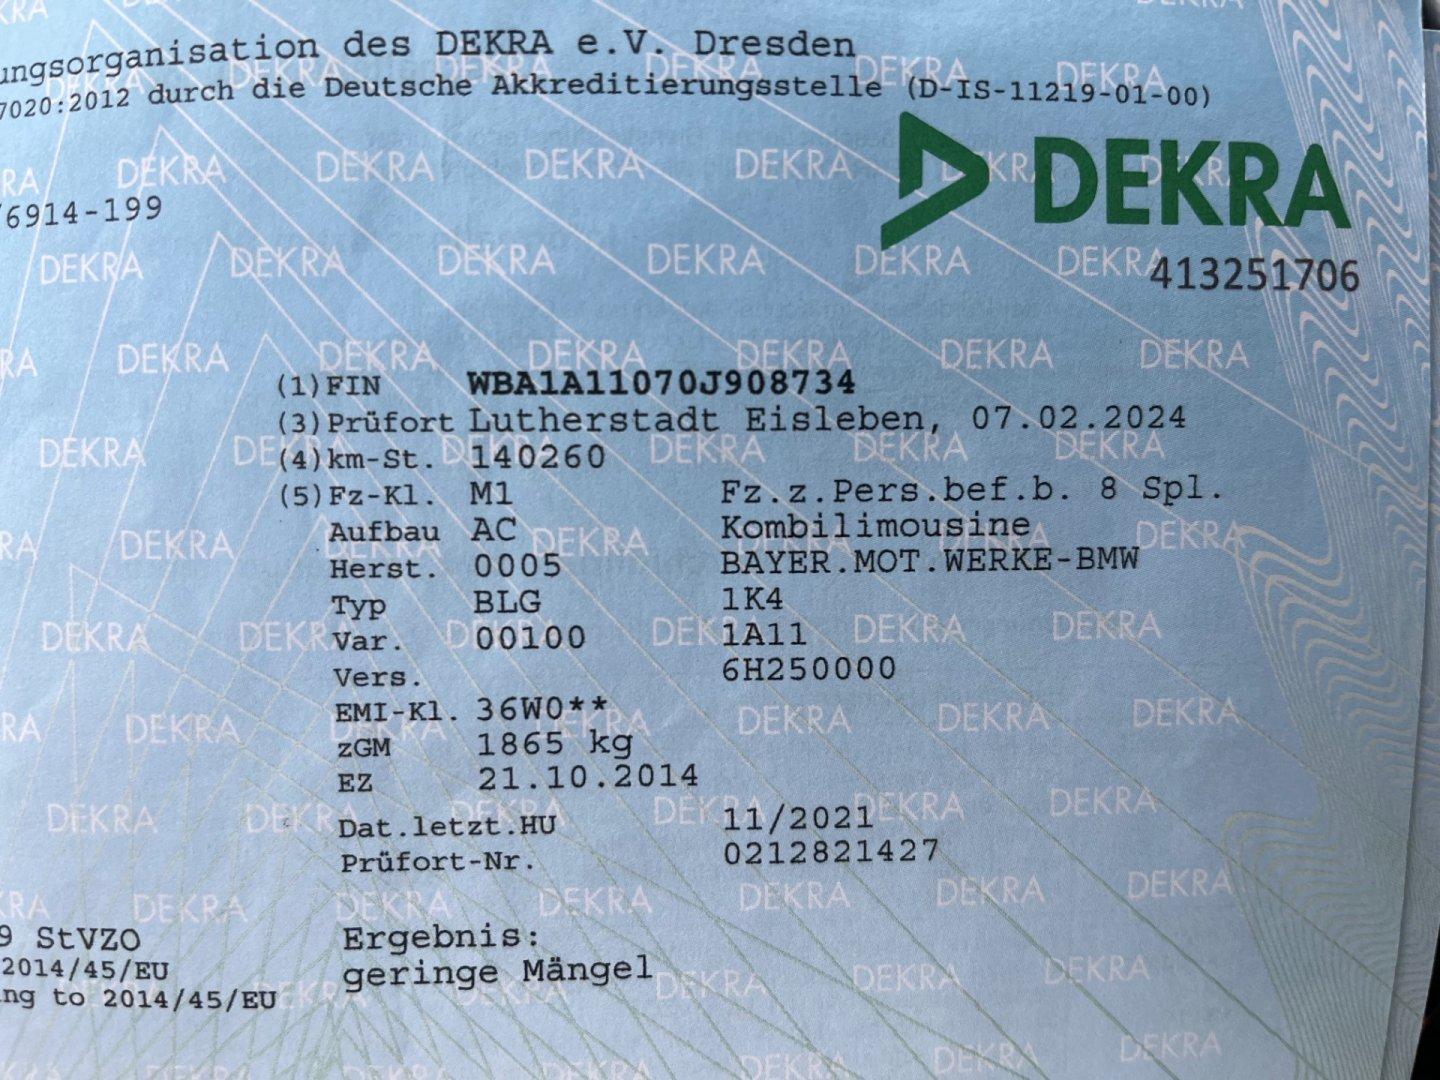 ungsorganisation des DEKRA e.V. Dresden
7020:2012 durch die Deutsche Akkreditierungsstelle (D-IS-11219-01-00)
DEKRA
/6914-199
413251706
(1) FIN WBA1A11070J908734
(3) Prüfort Lutherstadt Eisleben, 07.02.2024
(4) km-St. 140260
(5) Fz-Kl. M1 Fz.z.Pers.bef.b. 8 Spl.
Aufbau AC Kombilimousine
Herst. 0005 BAYER.MOT.WERKE-BMW
Typ BLG 1K4
Var. 00100 1A11
Vers. 6H250000
EMI-Kl. 36W0**
zGM 1865 kg
EZ 21.10.2014
Dat.letzt.HU 11/2021
Prüfort-Nr. 0212821427
9 StVZO Ergebnis:
2014/45/EU geringe Mängel
ng to 2014/45/EU